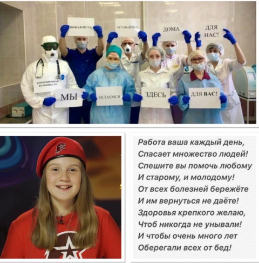 ПОЖАЛУЙСТА
ОСТАВАЙТЕСЬ
ДОМА
ДЛЯ
НАС!
МЫ
ОСТАЕМСЯ
ЗДЕСЬ
ДЛЯ ВАС!
Работа ваша каждый день,
Спасает множество людей!
Спешите вы помочь любому
И старому, и молодому!
От всех болезней бережёте
И им вернуться не даёте!
Здоровья крепкого желаю,
Чтоб никогда не унывали!
И чтобы очень много лет
Оберегали всех от бед!